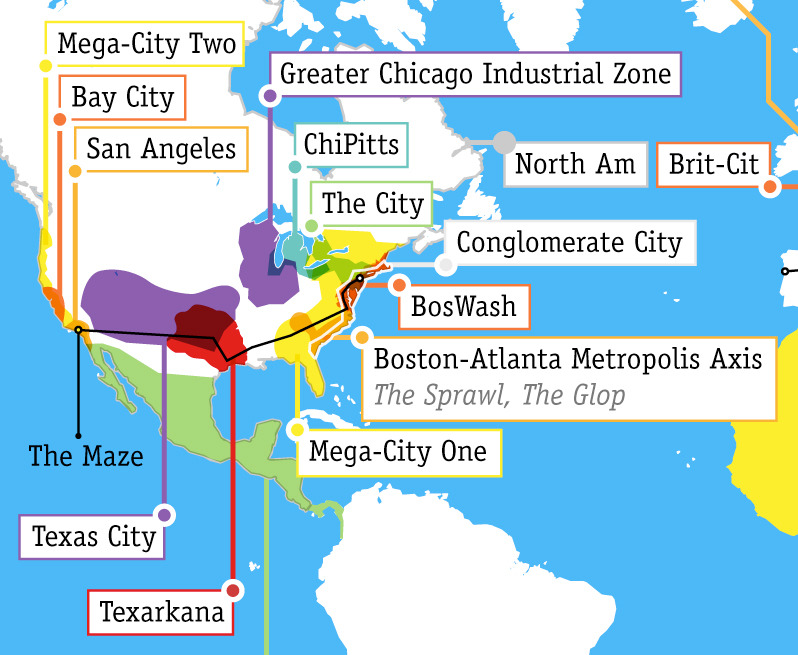 Mega-City Two
Greater Chicago Industrial Zone
Bay City
San Angeles
ChiPitts
North Am
Brit-Cit
The City
Conglomerate City
BosWash
Boston-Atlanta Metropolis Axis
The Sprawl, The Glop
The Maze
Mega-City One
Texas City
Texarkana